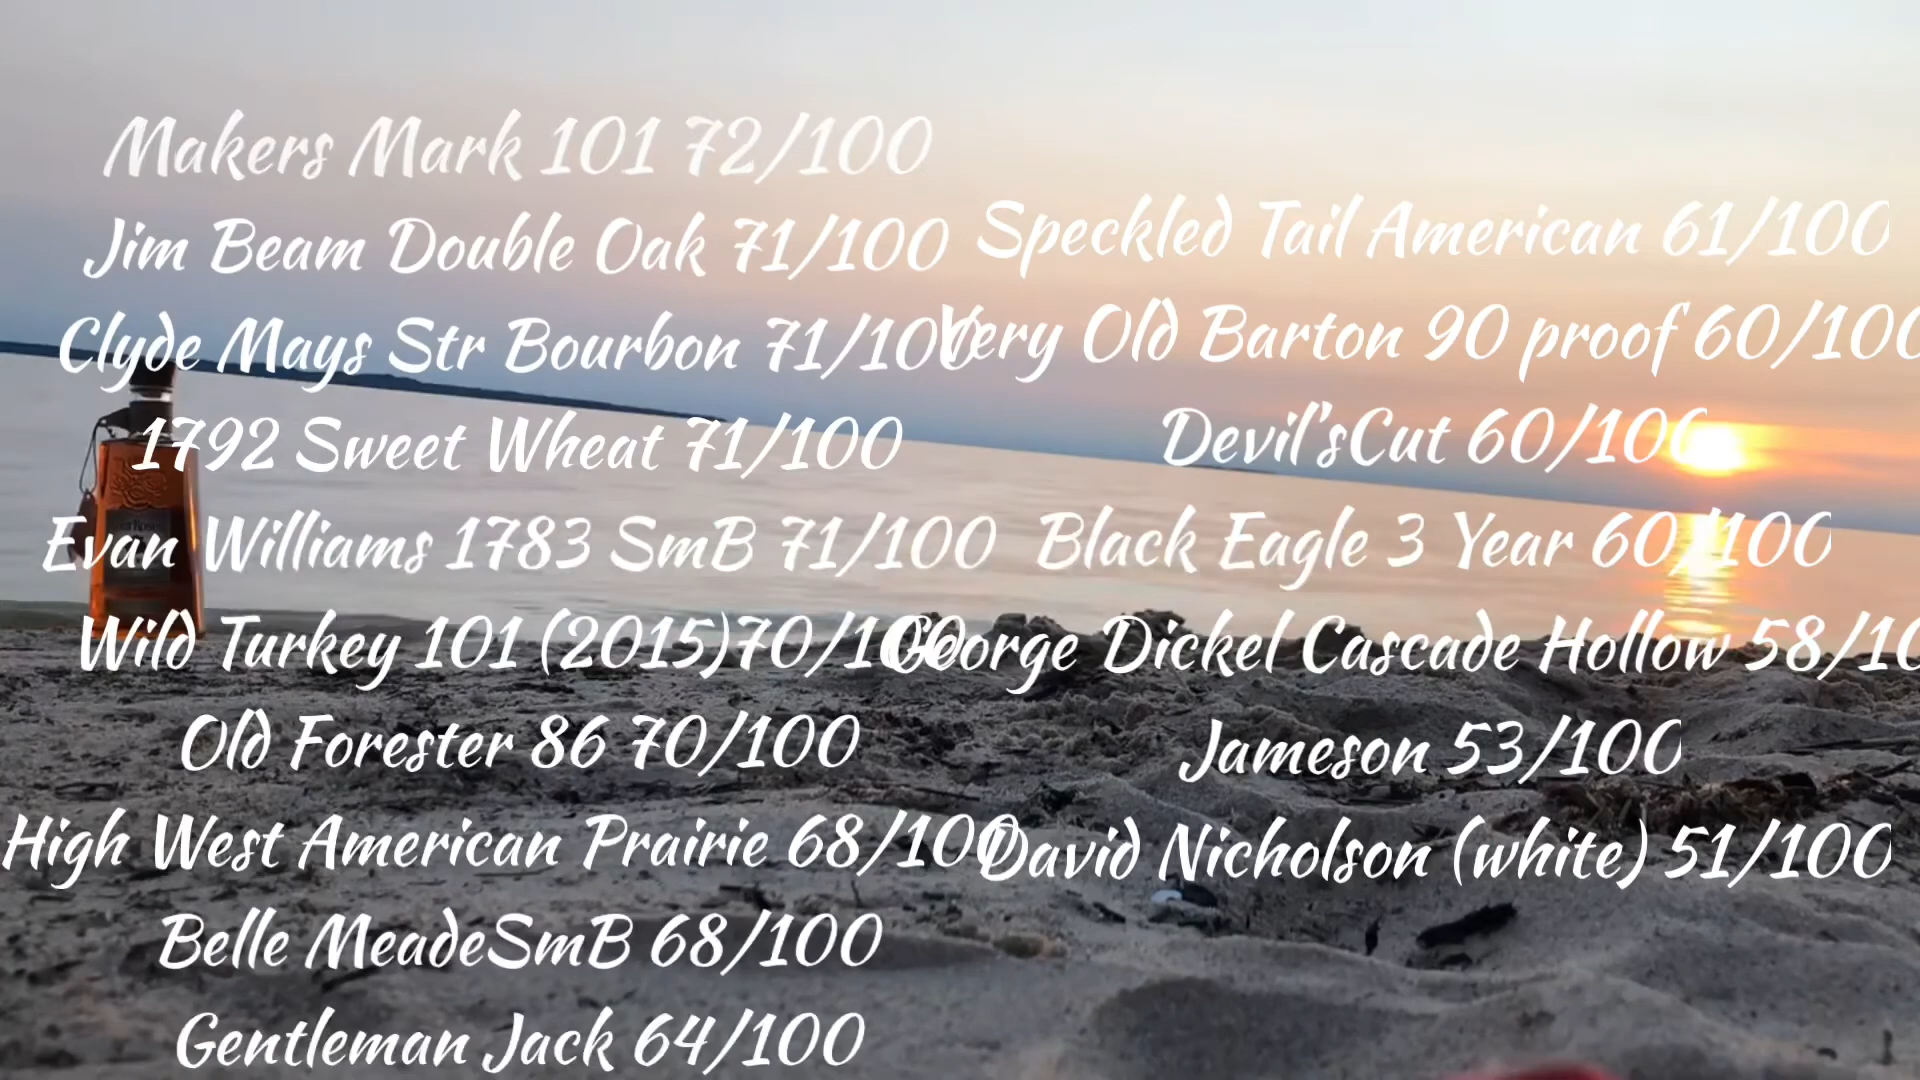 Makers Mark 101 72/100
Jim Beam Double Oak 71/100
Clyde Mays Str Bourbon 71/100
1792 Sweet Wheat 71/100
Evan Williams 1783 SmB 71/100
Wild Turkey 101 (2015)70/100
Old Forester 86 70/100
High West American Prairie 68/100
Belle MeadeSmB 68/100
Gentleman Jack 64/100
Speckled Tail American 61/100
Very Old Barton 90 proof 60/100
Devil'sCut 60/100
Black Eagle 3 Year 60/100
George Dickel Cascade Hollow 58/10
Jameson 53/100
David Nicholson (white) 51/100